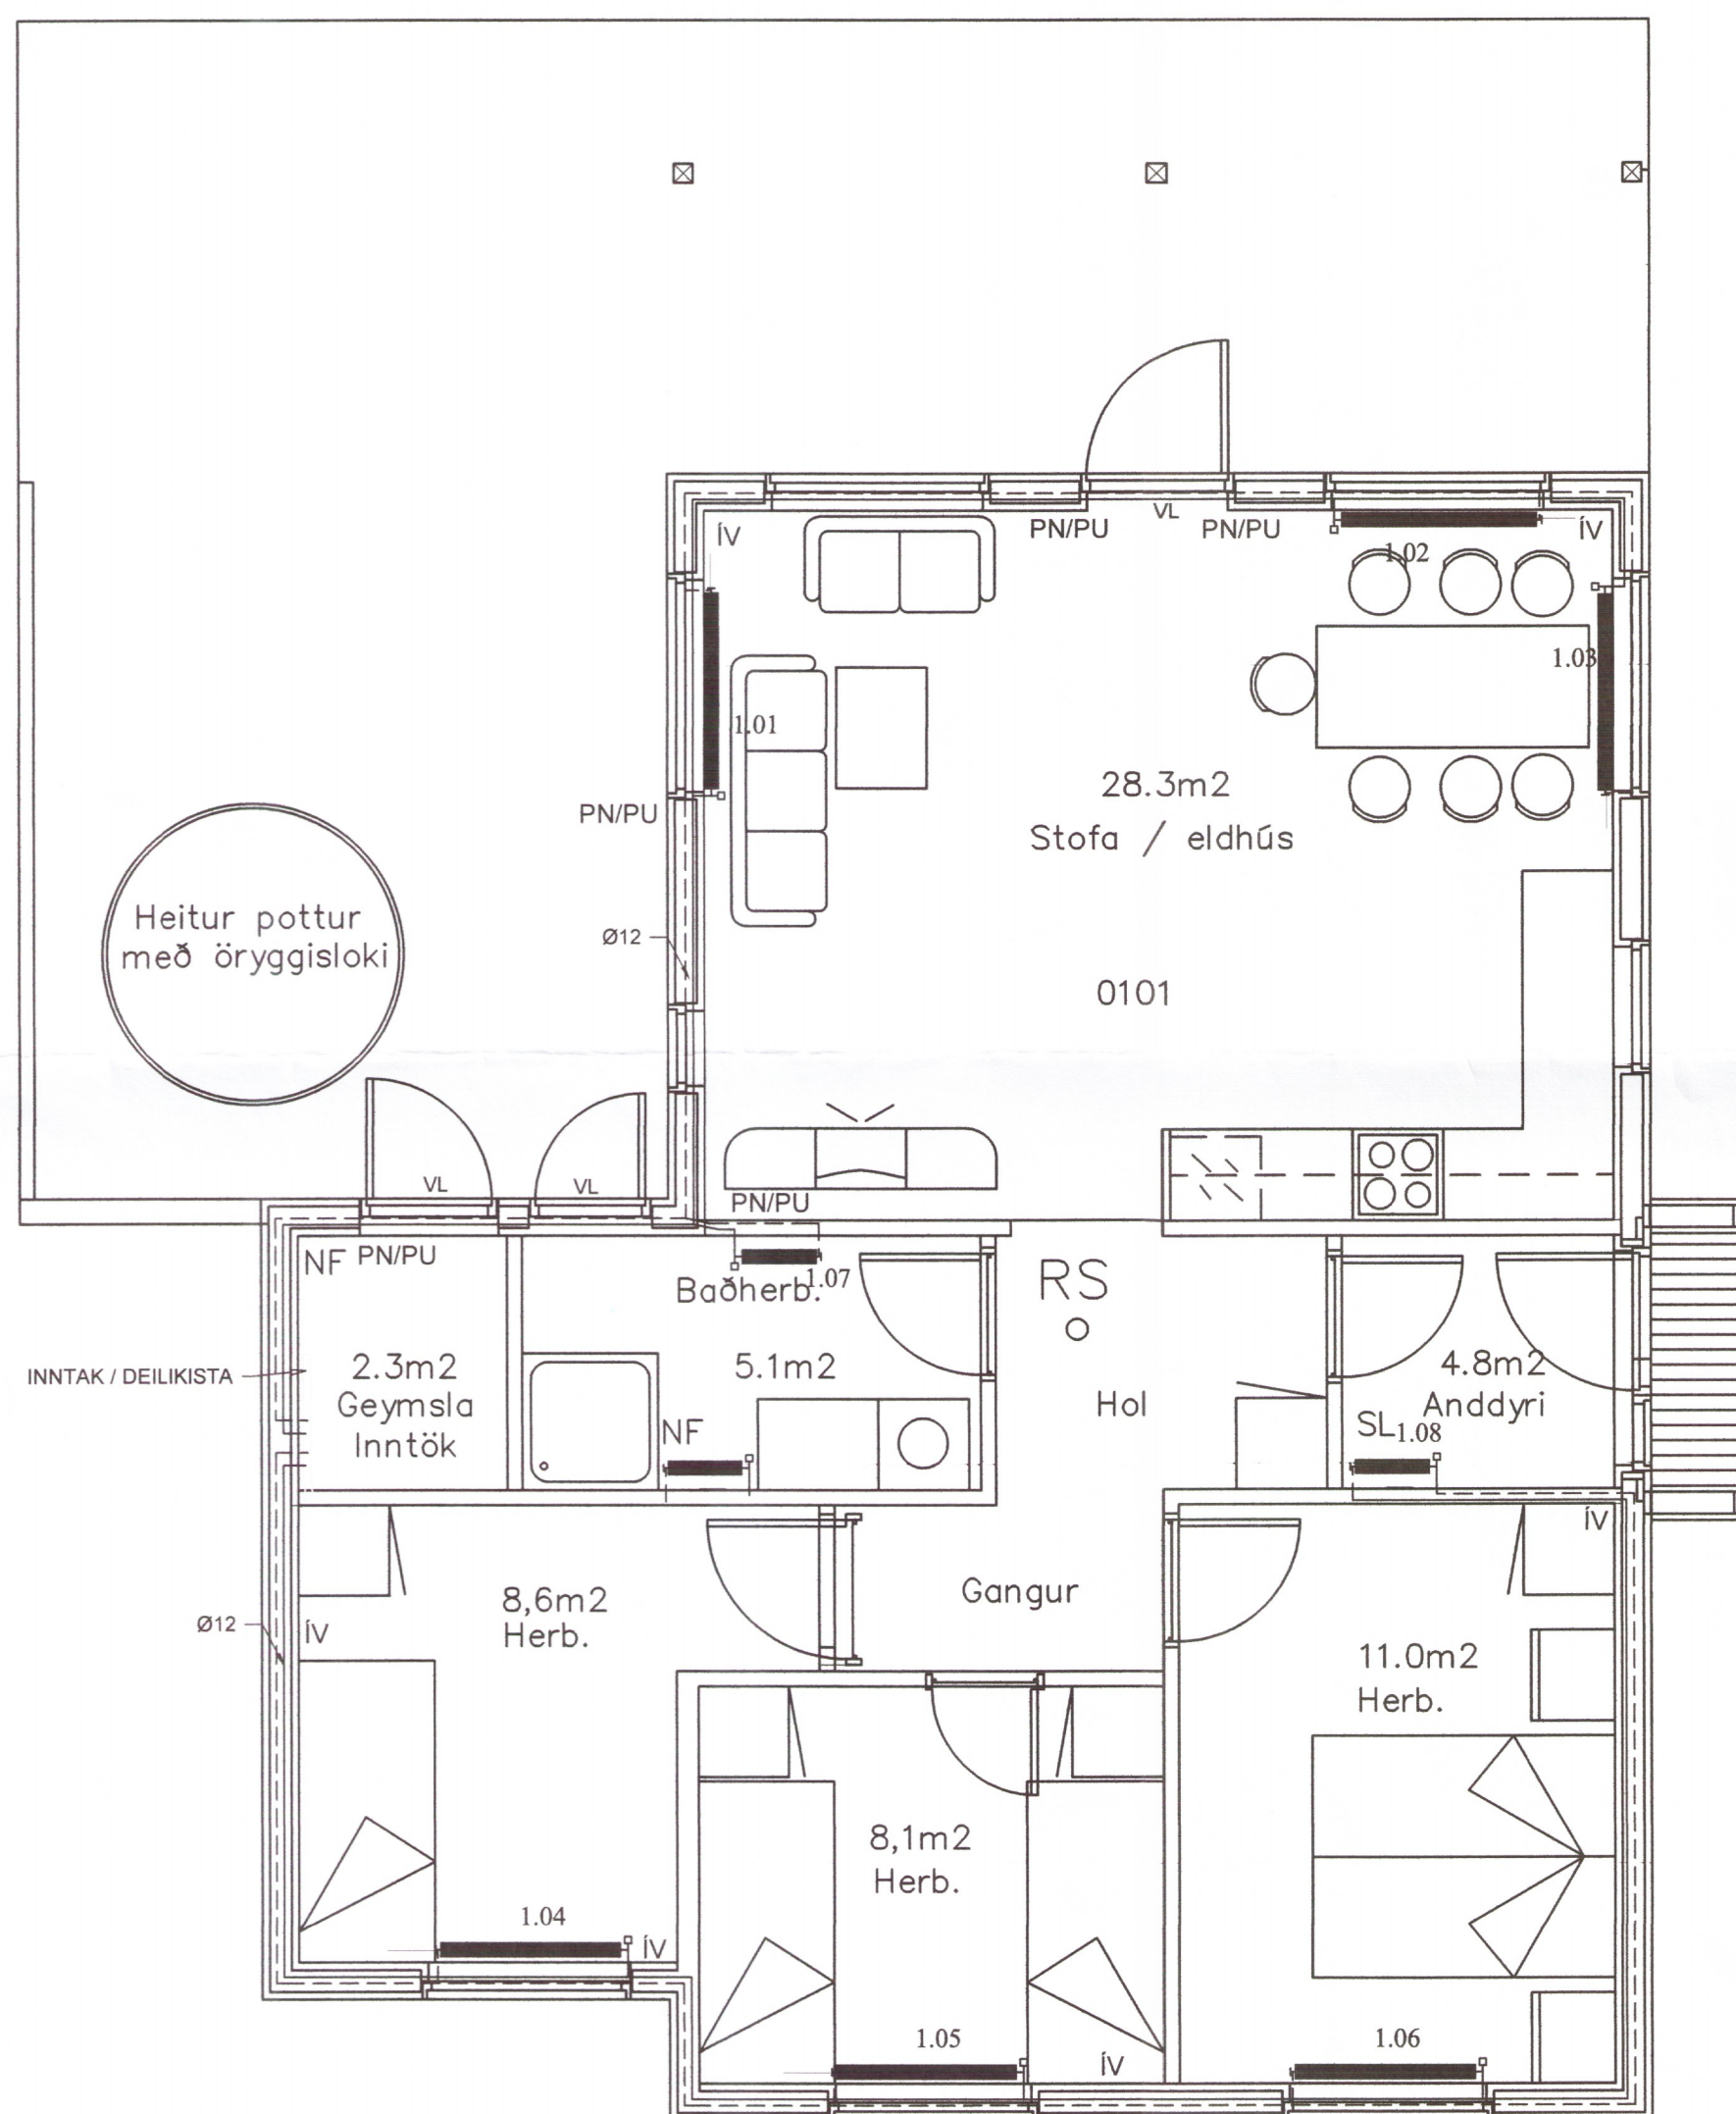 ÍV
PN/PU
VL
PN/PU
ÍV
1.02
1.03
1.01
28.3m2
Stofa / eldhús
PN/PU
Heitur pottur
með öryggisloki
Ø12
0101
VL
VL
PN/PU
NF PN/PU
Baðherb.
1.07
RS
INNTAK / DEILIKISTA
2.3m2
Geymsla
Inntök
5.1m2
NF
Hol
4.8m2
Anddyri
SL
1.08
ÍV
8,6m2
Herb.
Gangur
Ø12
ÍV
11.0m2
Herb.
8,1m2
Herb.
1.04
ÍV
1.05
ÍV
1.06